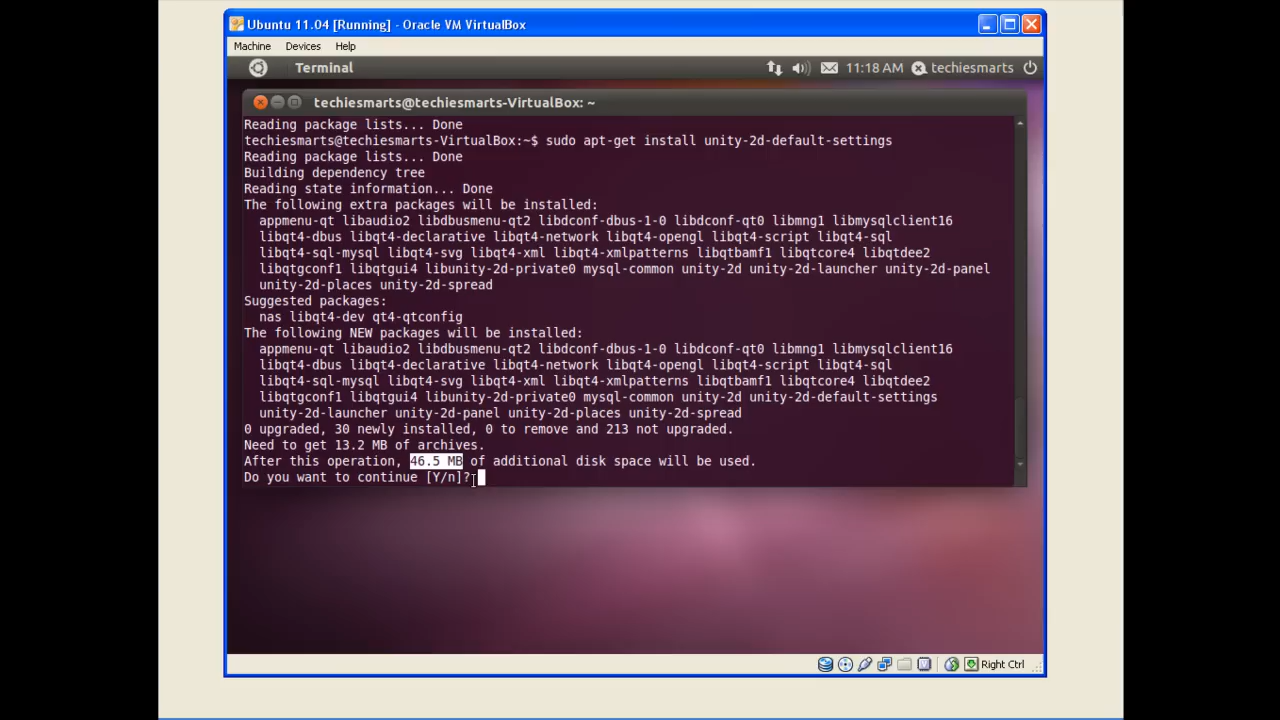 Ubuntu 11.04 [Running] - Oracle VM VirtualBox
Machine Devices Help
Terminal 11:18 AM techiesmarts
techiesmarts@techiesmarts-VirtualBox: ~
Reading package lists... Done
techiesmarts@techiesmarts-VirtualBox:~$ sudo apt-get install unity-2d-default-settings
Reading package lists... Done
Building dependency tree
Reading state information... Done
The following extra packages will be installed:
appmenu-qt libaudio2 libdbusmenu-qt2 libdconf-dbus-1-0 libdconf-qt0 libmng1 libmysqlclient16
libqt4-dbus libqt4-declarative libqt4-network libqt4-opengl libqt4-script libqt4-sql
libqt4-sql-mysql libqt4-svg libqt4-xml libqt4-xmlpatterns libqtbamf1 libqtcore4 libqtdee2
libqtgconf1 libqtgui4 libunity-2d-private0 mysql-common unity-2d unity-2d-launcher unity-2d-panel
unity-2d-places unity-2d-spread
Suggested packages:
nas libqt4-dev qt4-qtconfig
The following NEW packages will be installed:
appmenu-qt libaudio2 libdbusmenu-qt2 libdconf-dbus-1-0 libdconf-qt0 libmng1 libmysqlclient16
libqt4-dbus libqt4-declarative libqt4-network libqt4-opengl libqt4-script libqt4-sql
libqt4-sql-mysql libqt4-svg libqt4-xml libqt4-xmlpatterns libqtbamf1 libqtcore4 libqtdee2
libqtgconf1 libqtgui4 libunity-2d-private0 mysql-common unity-2d unity-2d-default-settings
unity-2d-launcher unity-2d-panel unity-2d-places unity-2d-spread
0 upgraded, 30 newly installed, 0 to remove and 213 not upgraded.
Need to get 13.2 MB of archives.
After this operation, 46.5 MB of additional disk space will be used.
Do you want to continue [Y/n]?
Right Ctrl